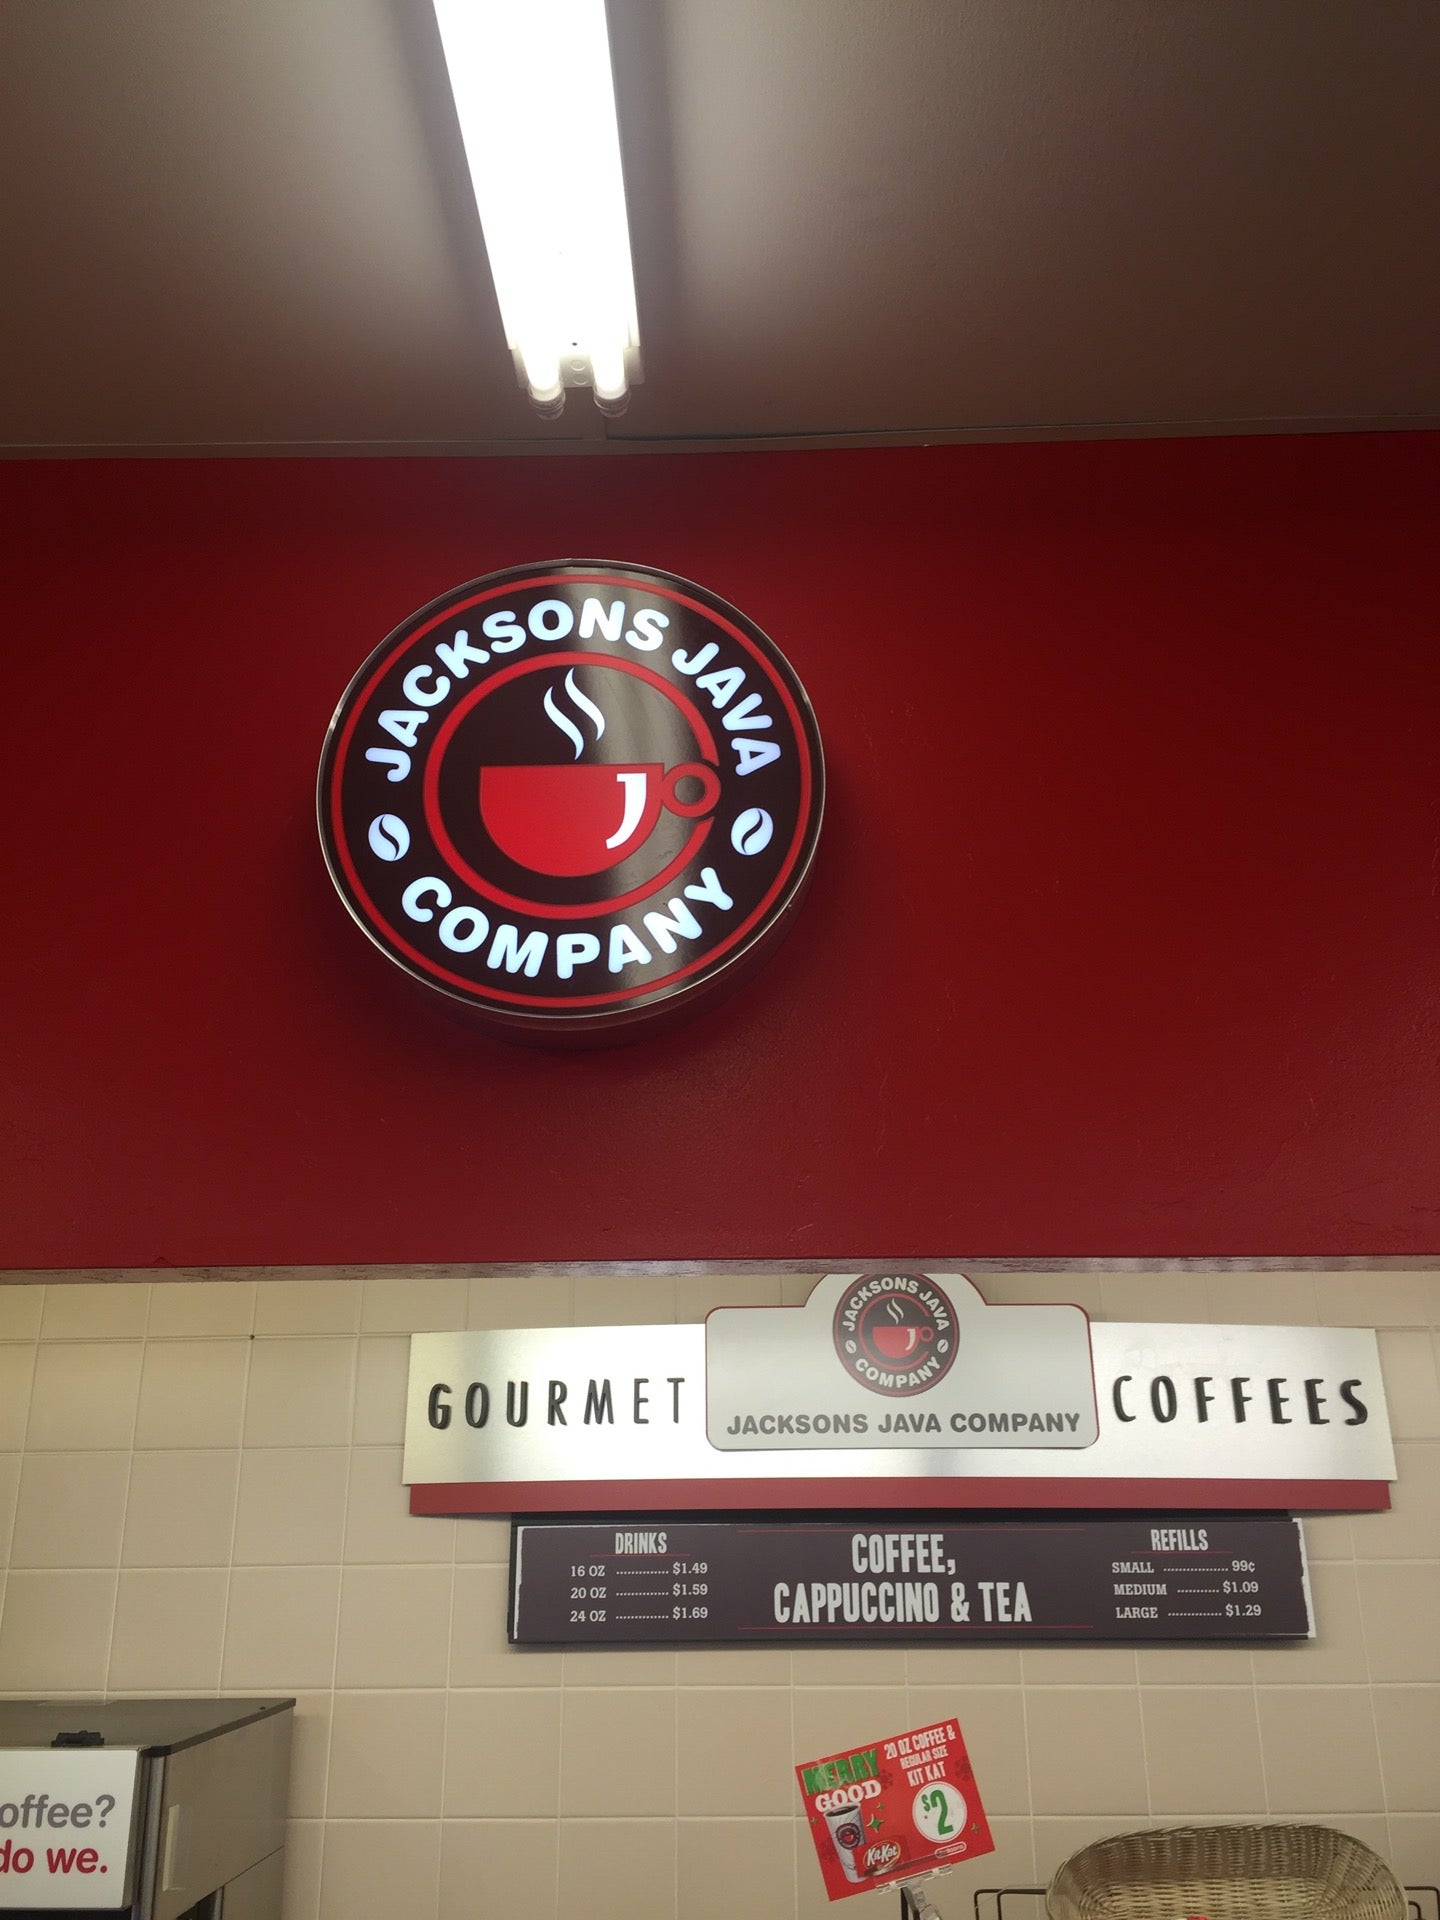 JACKSONS JAVA
COMPANY
J
JACKSONS JAVA
COMPANY
J
GOURMET
JACKSONS JAVA COMPANY
COFFEES
DRINKS
16 OZ .............. $1.49
20 OZ .............. $1.59
24 OZ .............. $1.69
COFFEE,
CAPPUCCINO & TEA
REFILLS
SMALL .................. 99¢
MEDIUM ........... $1.09
LARGE .............. $1.29
offee?
do we.
MERRY
GOOD
20 OZ COFFEE &
REGULAR SIZE
KIT KAT
$2
KitKat